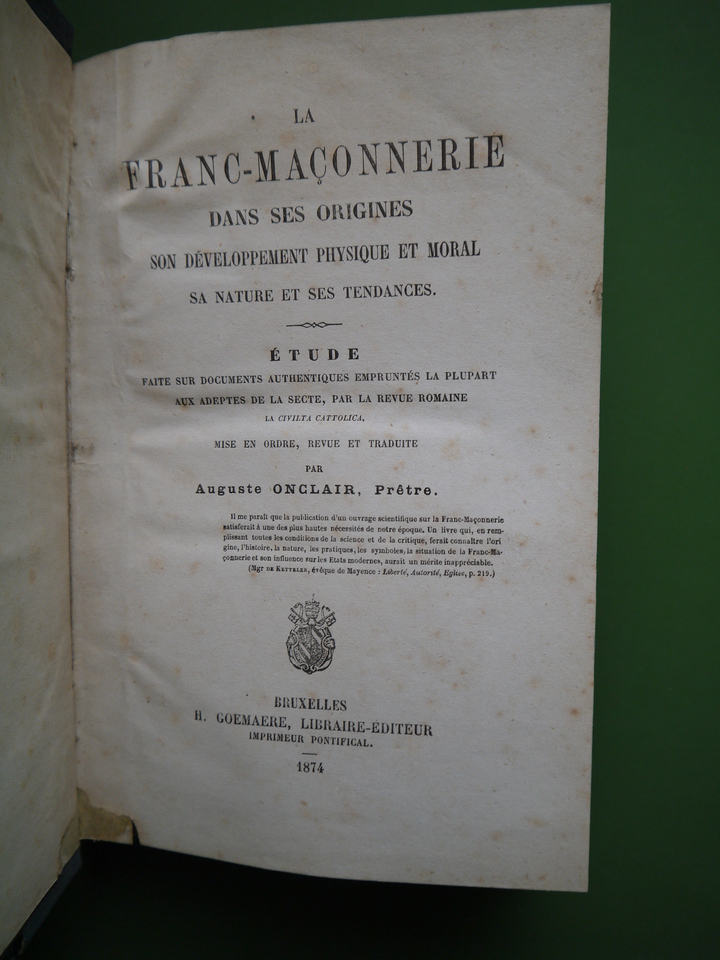 LA
FRANC-MAÇONNERIE
DANS SES ORIGINES
SON DÉVELOPPEMENT PHYSIQUE ET MORAL
SA NATURE ET SES TENDANCES.
ÉTUDE
FAITE SUR DOCUMENTS AUTHENTIQUES EMPRUNTÉS LA PLUPART
AUX ADEPTES DE LA SECTE, PAR LA REVUE ROMAINE
LA CIVILTA CATTOLICA,
MISE EN ORDRE, REVUE ET TRADUITE
PAR
Auguste ONCLAIR, Prêtre.
Il me paraît que la publication d'un ouvrage scientifique sur la Franc-Maçonnerie
satisferait à une des plus hautes nécessités de notre époque. Un livre qui, en rem-
plissant toutes les conditions de la science et de la critique, ferait connaître l'ori
gine, l'histoire, la nature, les pratiques, les symboles, la situation de la Franc-Ma-
çonnerie et son influence sur les Etats modernes, aurait un mérite inappréciable.
(Mgr DE KETTELER, évêque de Mayence : Liberté, Autorité, Eglise, p. 219.)
BRUXELLES
H. GOEMAERE, LIBRAIRE-ÉDITEUR
IMPRIMEUR PONTIFICAL.
1874